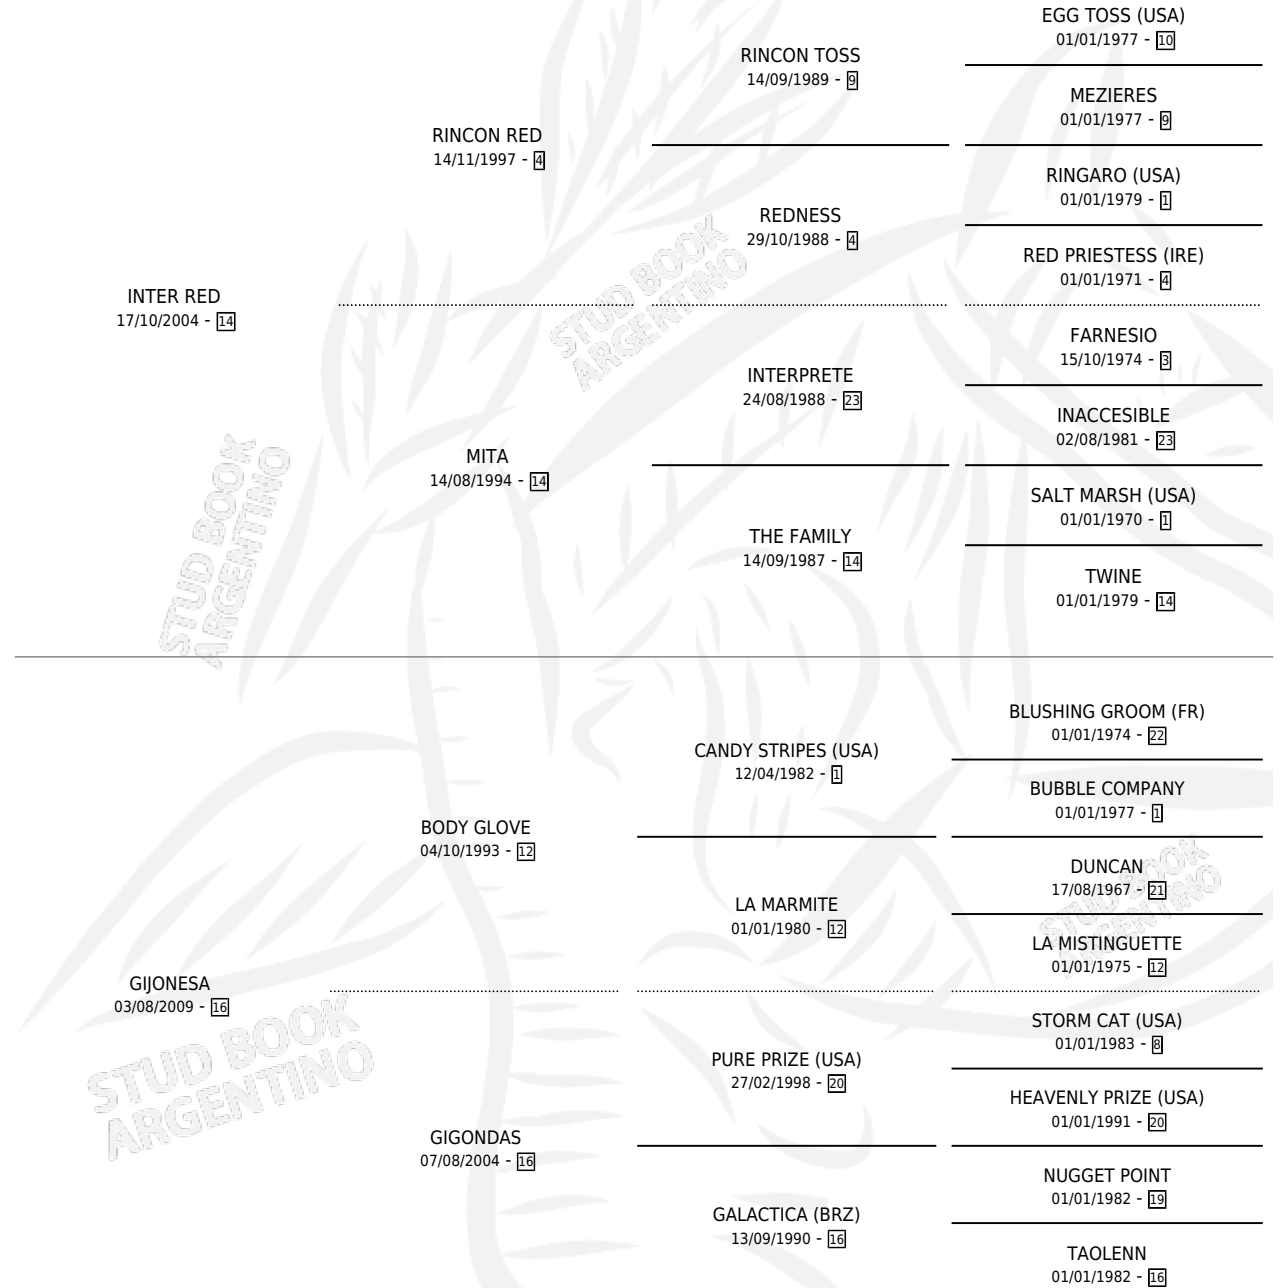 EGG TOSS (USA)
01/01/1977 - 10
RINCON TOSS
14/09/1989 - 9
MEZIERES
01/01/1977 - 9
RINCON RED
14/11/1997 - 4
RINGARO (USA)
01/01/1979 - 1
REDNESS
29/10/1988 - 4
RED PRIESTESS (IRE)
01/01/1971 - 4
INTER RED
17/10/2004 - 14
FARNESIO
15/10/1974 - 3
INTERPRETE
24/08/1988 - 23
INACCESIBLE
02/08/1981 - 23
MITA
14/08/1994 - 14
SALT MARSH (USA)
01/01/1970 - 1
THE FAMILY
14/09/1987 - 14
TWINE
01/01/1979 - 14
BLUSHING GROOM (FR)
01/01/1974 - 22
CANDY STRIPES (USA)
12/04/1982 - 1
BUBBLE COMPANY
01/01/1977 - 1
BODY GLOVE
04/10/1993 - 12
DUNCAN
17/08/1967 - 21
LA MARMITE
01/01/1980 - 12
LA MISTINGUETTE
01/01/1975 - 12
GIJONESA
03/08/2009 - 16
STORM CAT (USA)
01/01/1983 - 8
PURE PRIZE (USA)
27/02/1998 - 20
HEAVENLY PRIZE (USA)
01/01/1991 - 20
GIGONDAS
07/08/2004 - 16
NUGGET POINT
01/01/1982 - 19
GALACTICA (BRZ)
13/09/1990 - 16
TAOLENN
01/01/1982 - 16
STUD BOOK
ARGENTINO
STUD BOOK
ARGENTINO
STUD BOOK
ARGENTINO
STUD BOOK
ARGENTINO